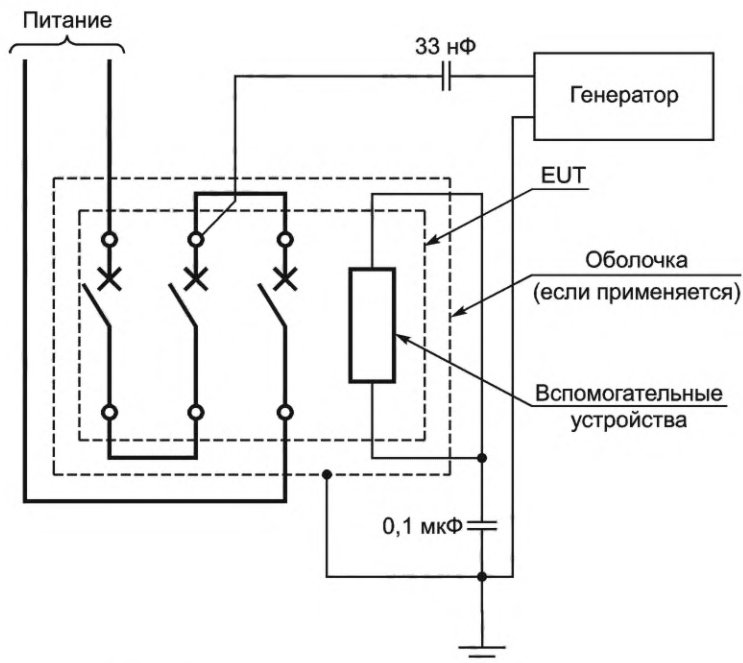 Питание
33 нФ
Генератор
EUT
Оболочка
(если применяется)
Вспомогательные
устройства
0,1 мкФ